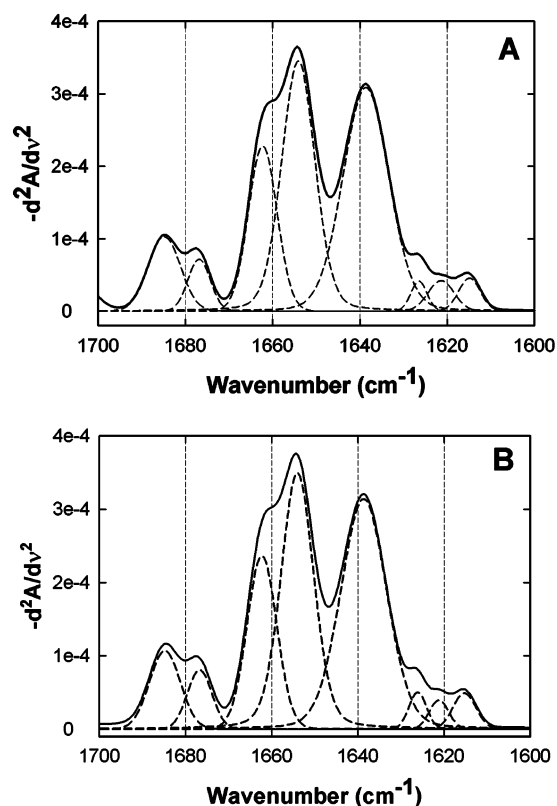 A
4e-4
3e-4
2e-4
1e-4
0
-d²A/dν²
1700 1680 1660 1640 1620 1600
Wavenumber (cm⁻¹)
B
4e-4
3e-4
2e-4
1e-4
0
-d²A/dν²
1700 1680 1660 1640 1620 1600
Wavenumber (cm⁻¹)